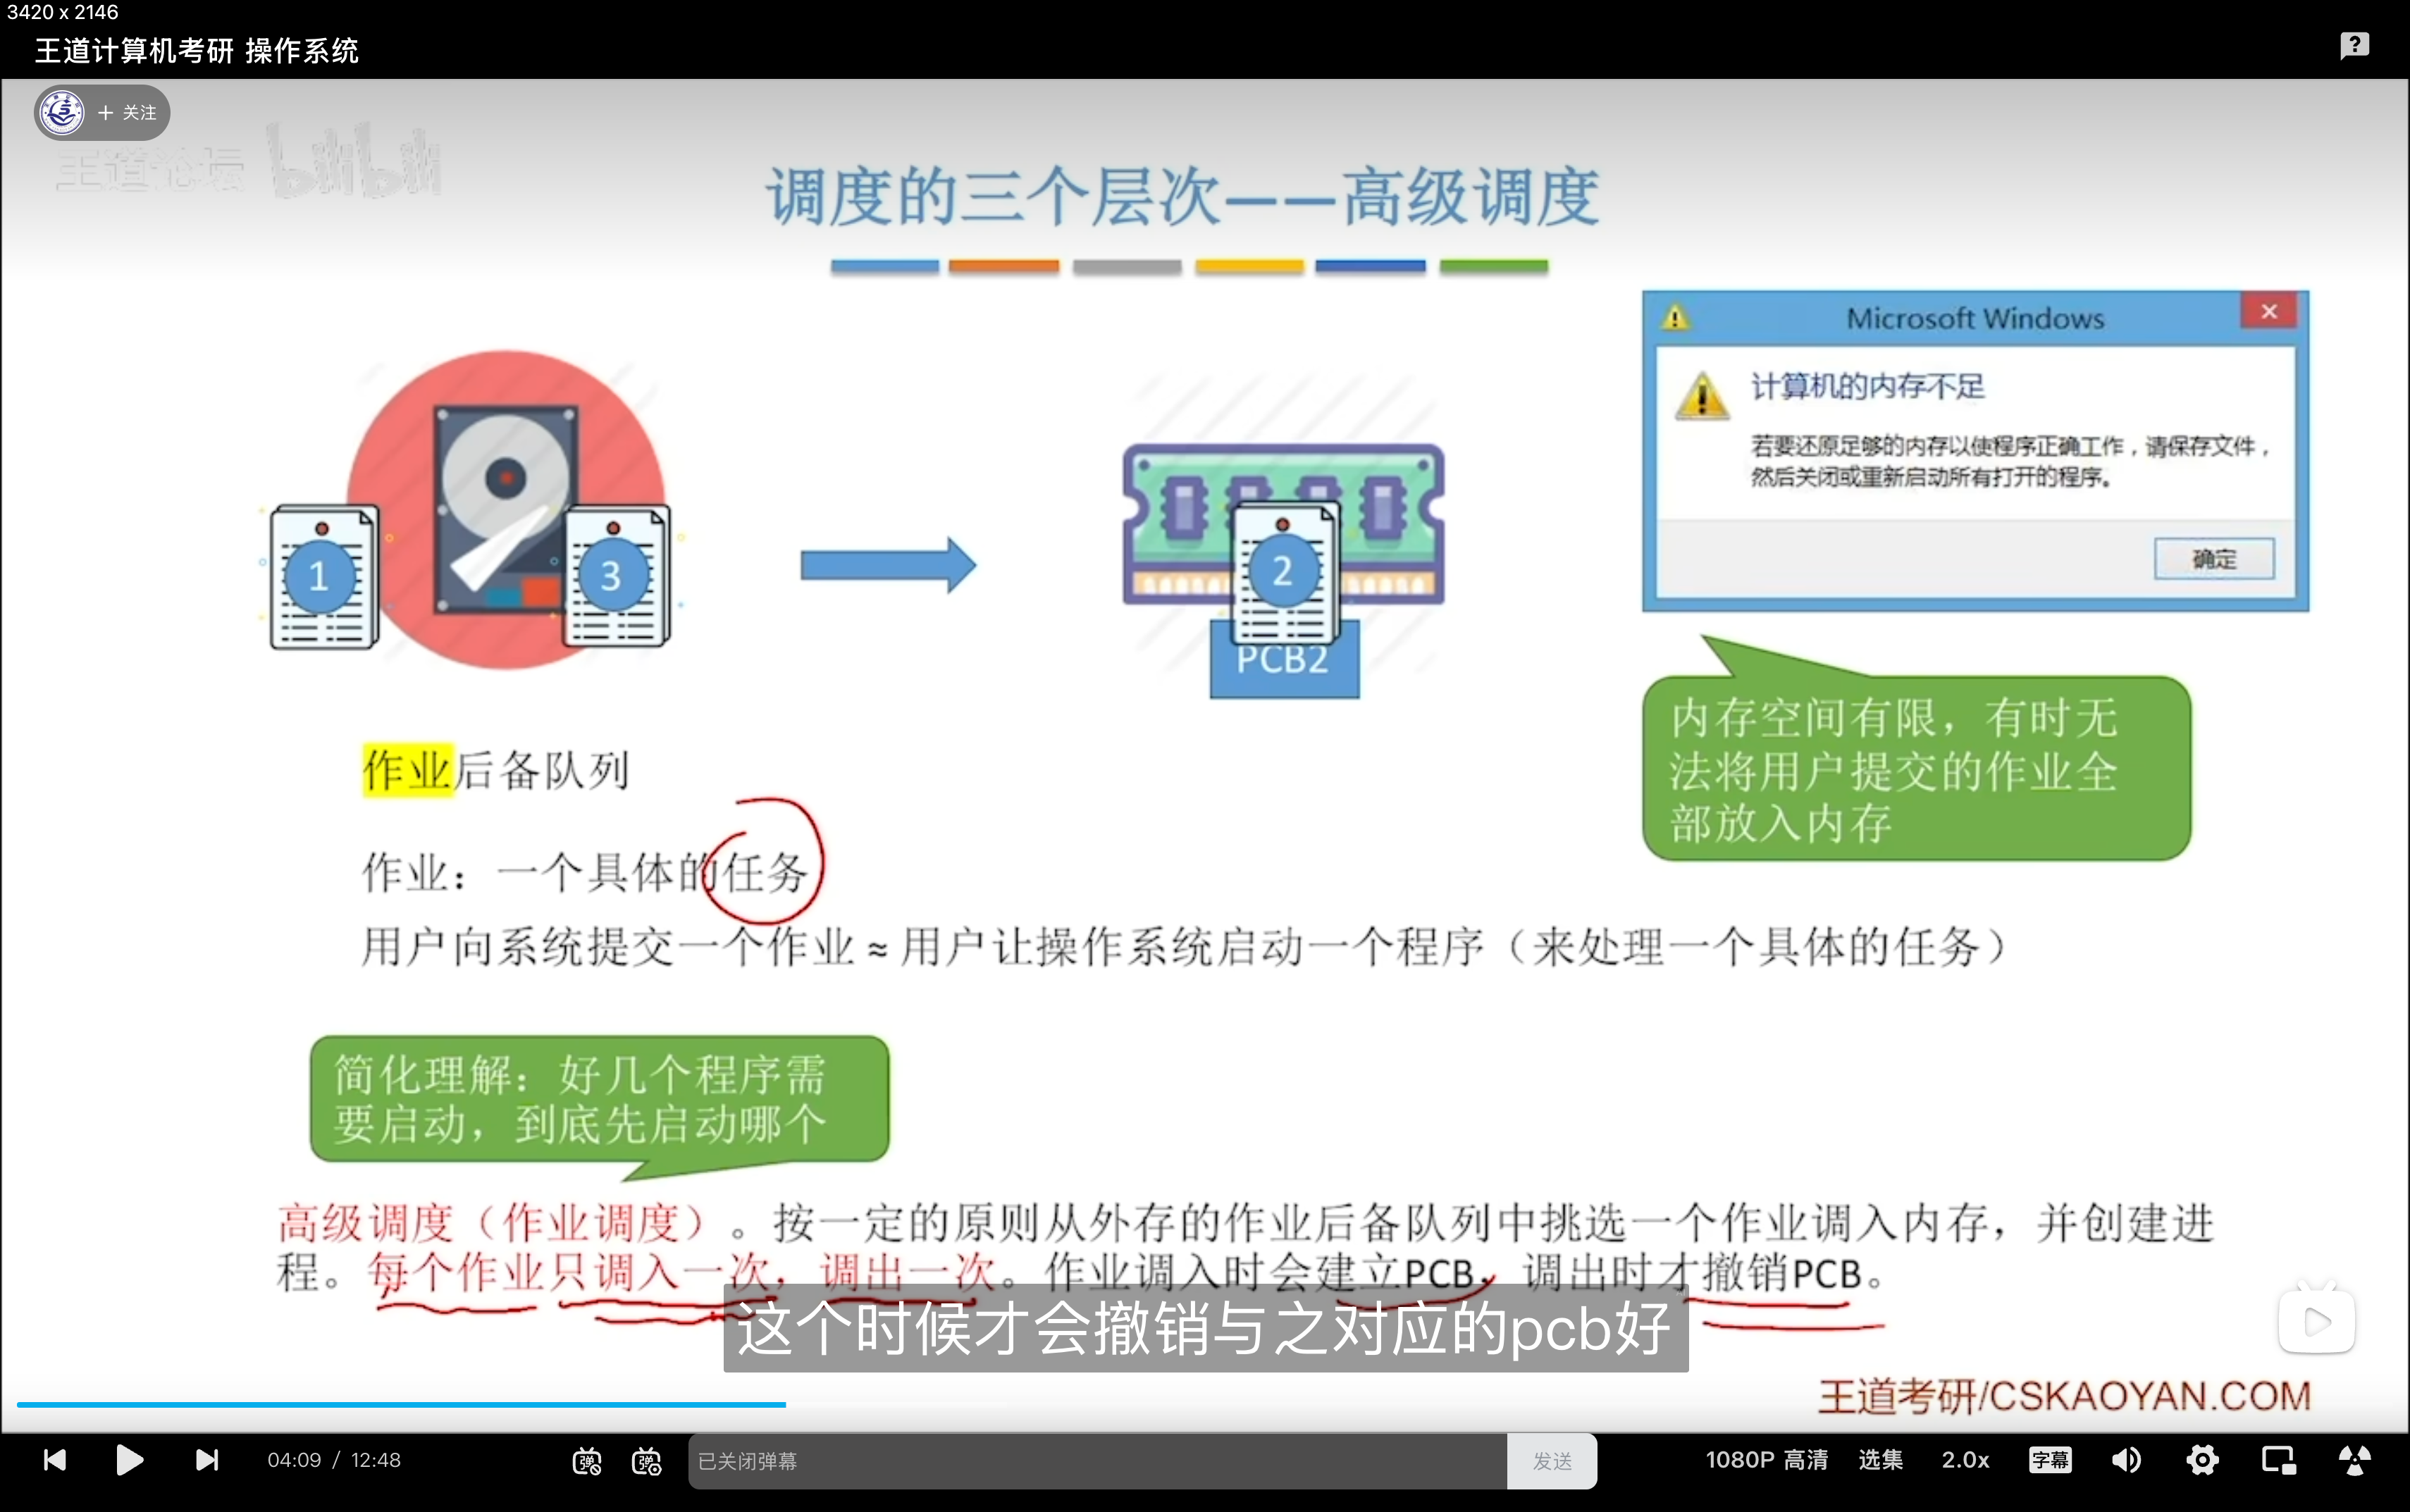 3420 x 2146
王道计算机考研 操作系统
?
+ 关注
王道论坛 bilibili
调度的三个层次——高级调度
Microsoft Windows
计算机的内存不足
若要还原足够的内存以使程序正确工作，请保存文件，
然后关闭或重新启动所有打开的程序。
确定
1
3
2
PCB2
内存空间有限，有时无
法将用户提交的作业全
部放入内存
作业后备队列
作业：一个具体的任务
用户向系统提交一个作业 ≈ 用户让操作系统启动一个程序（来处理一个具体的任务）
简化理解：好几个程序需
要启动，到底先启动哪个
高级调度（作业调度）。按一定的原则从外存的作业后备队列中挑选一个作业调入内存，并创建进
程。每个作业只调入一次，调出一次。作业调入时会建立PCB，调出时才撤销PCB。
这个时候才会撤销与之对应的pcb好
王道考研/CSKAOYAN.COM
04:09 / 12:48
弹
弹
已关闭弹幕
发送
1080P 高清
选集
2.0x
字幕